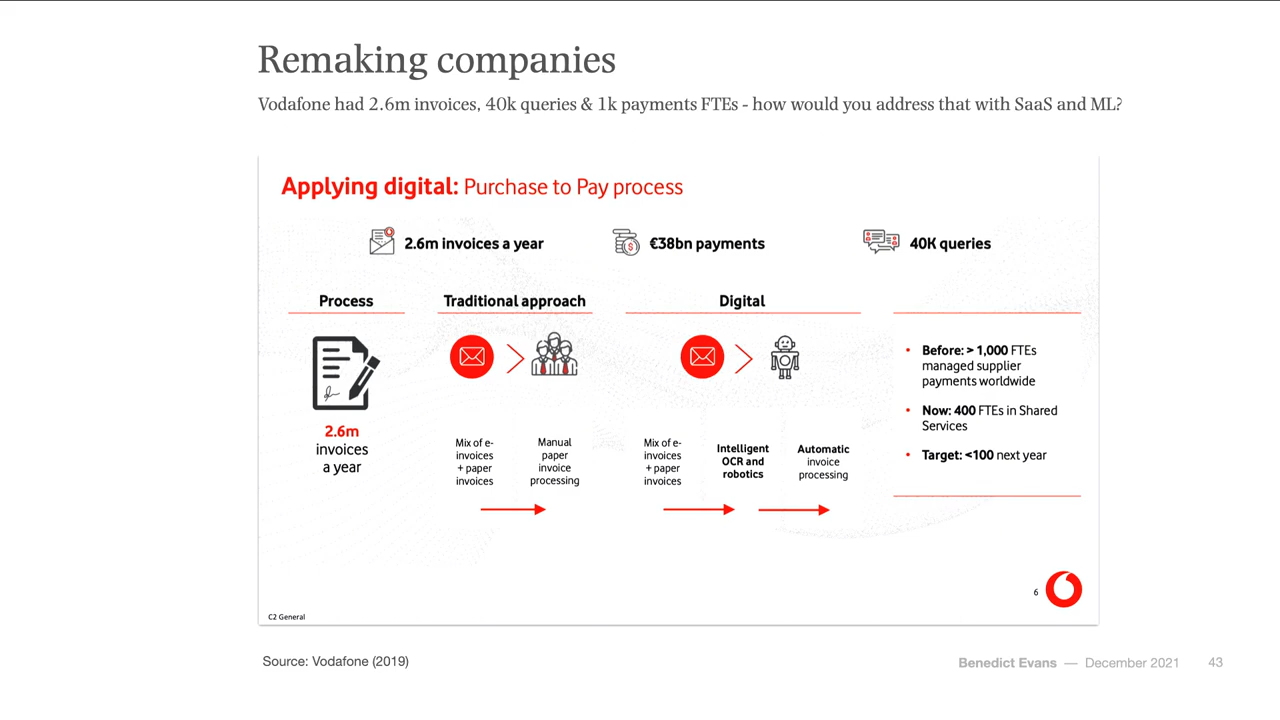 Remaking companies
Vodafone had 2.6m invoices, 40k queries & 1k payments FTEs - how would you address that with SaaS and ML?
Applying digital: Purchase to Pay process
2.6m invoices a year
€38bn payments
40K queries
Process
2.6m
invoices
a year
Traditional approach
Mix of e-
invoices
+ paper
invoices
Manual
paper
invoice
processing
Digital
Mix of e-
invoices
+ paper
invoices
Intelligent
OCR and
robotics
Automatic
invoice
processing
• Before: > 1,000 FTEs
managed supplier
payments worldwide
• Now: 400 FTEs in Shared
Services
• Target: <100 next year
6
C2 General
Source: Vodafone (2019)
Benedict Evans — December 2021 43